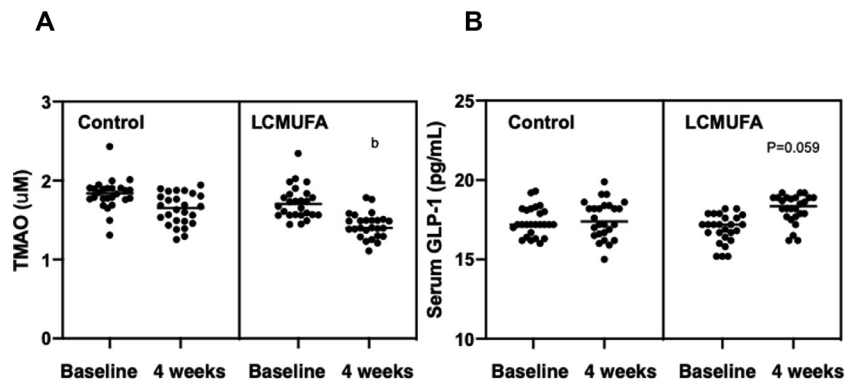 A
B
TMAO (uM)
3
2
1
0
Control
LCMUFA
b
Baseline 4 weeks Baseline 4 weeks
Serum GLP-1 (pg/mL)
25
20
15
10
Control
LCMUFA
P=0.059
Baseline 4 weeks Baseline 4 weeks